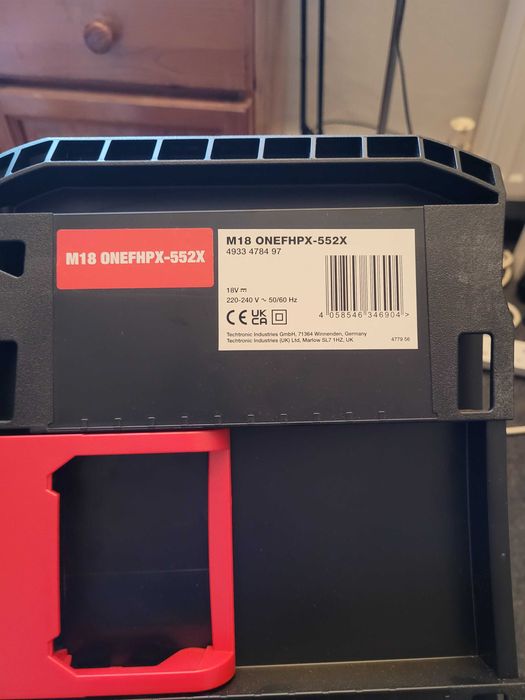 M18 ONEFHPX-552X
M18 ONEFHPX-552X
4933 4784 97
18V ⎓
220-240 V ~ 50/60 Hz
CE UK CA
4 058546 346904 >
Techtronic Industries GmbH, 71364 Winnenden, Germany
Techtronic Industries (UK) Ltd, Marlow SL7 1HZ, UK
4779 56